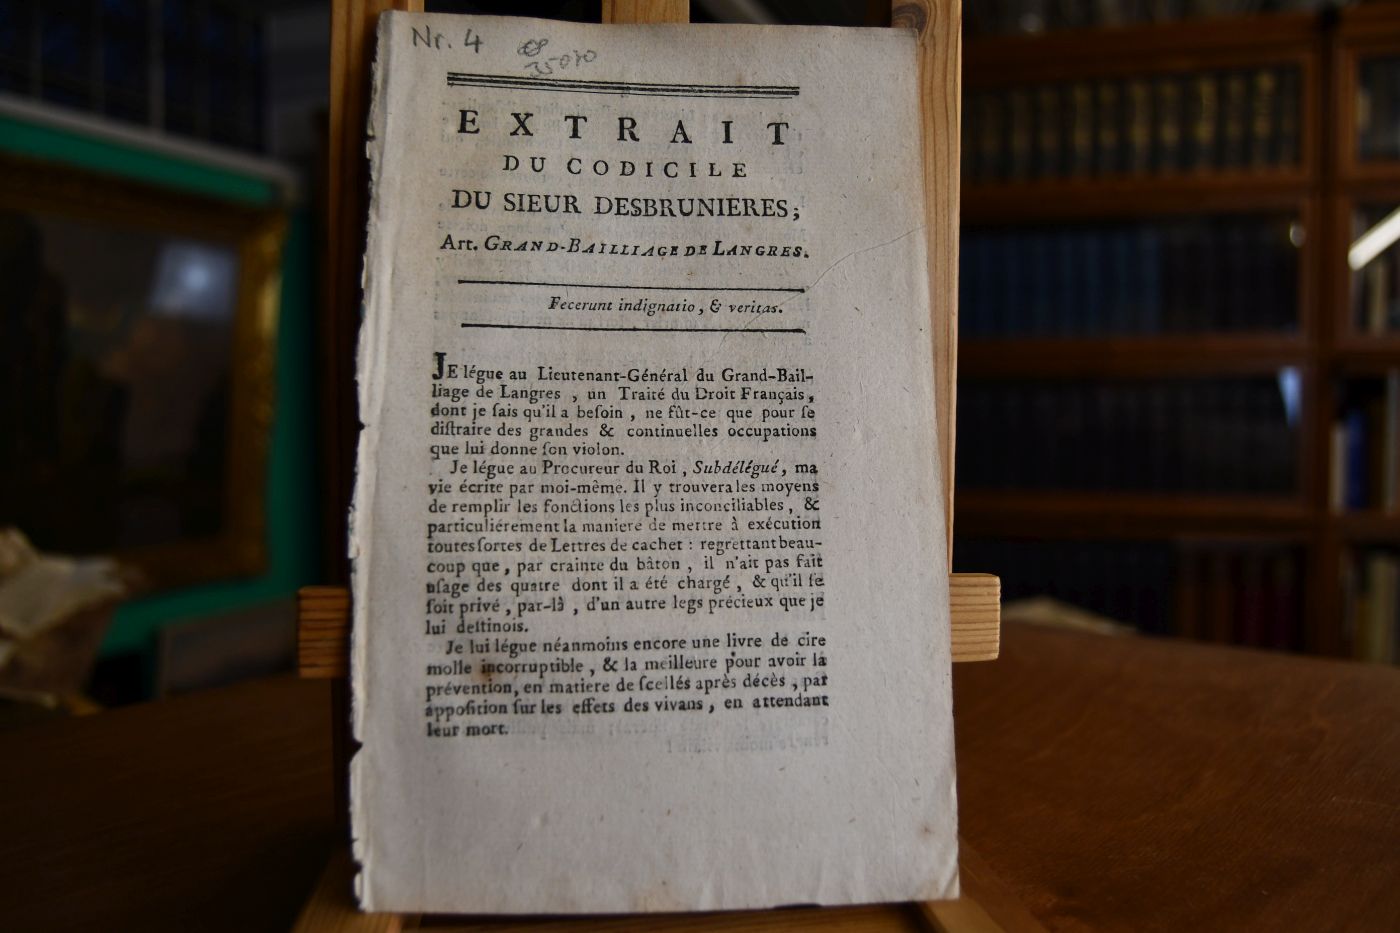 Nr. 4
35070
EXTRAIT
DU CODICILE
DU SIEUR DESBRUNIERES;
Art. GRAND-BAILLIAGE DE LANGRES.
Fecerunt indignatio, & veritas.
JE légue au Lieutenant-Général du Grand-Bail-
liage de Langres , un Traité du Droit Français,
dont je ſais qu'il a beſoin , ne fût-ce que pour ſe
diſtraire des grandes & continuelles occupations
que lui donne ſon violon.
Je légue au Procureur du Roi , Subdélégué, ma
vie écrite par moi-même. Il y trouvera les moyens
de remplir les fonctions les plus inconciliables, &
particuliérement la maniere de mettre à exécution
toutes ſortes de Lettres de cachet : regrettant beau-
coup que, par crainte du bâton , il n'ait pas fait
uſage des quatre dont il a été chargé , & qu'il ſe
ſoit privé , par-là , d'un autre legs précieux que je
lui deſtinois.
Je lui légue néanmoins encore une livre de cire
molle incorruptible , & la meilleure pour avoir la
prévention, en matiere de ſcellés après décès , par
appoſition ſur les effets des vivans, en attendant
leur mort.